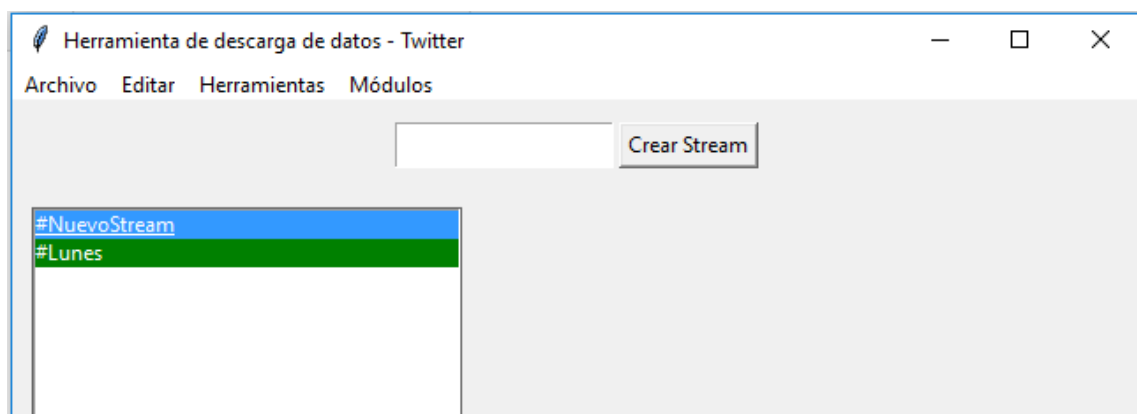 Herramienta de descarga de datos - Twitter
Archivo Editar Herramientas Módulos
Crear Stream
#NuevoStream
#Lunes